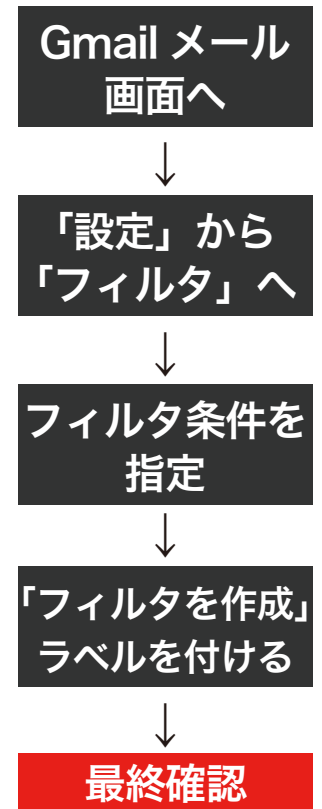 Gmail メール
画面へ
↓
「設定」から
「フィルタ」へ
↓
フィルタ条件を
指定
↓
「フィルタを作成」
ラベルを付ける
↓
最終確認